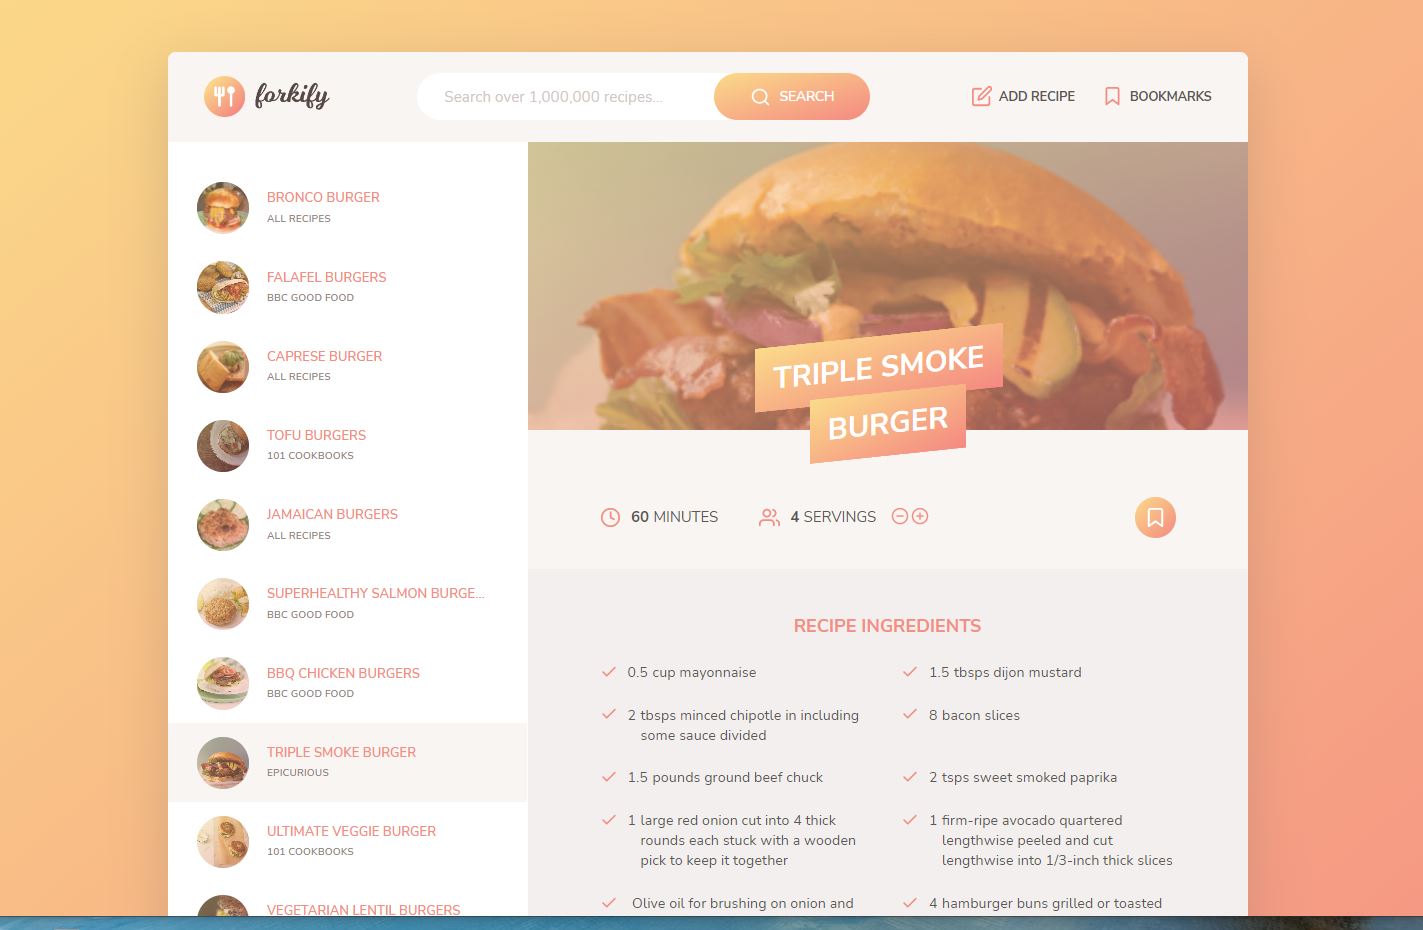 forkify
Search over 1,000,000 recipes...
SEARCH
ADD RECIPE
BOOKMARKS
BRONCO BURGER
ALL RECIPES
FALAFEL BURGERS
BBC GOOD FOOD
CAPRESE BURGER
ALL RECIPES
TOFU BURGERS
101 COOKBOOKS
JAMAICAN BURGERS
ALL RECIPES
SUPERHEALTHY SALMON BURGE...
BBC GOOD FOOD
BBQ CHICKEN BURGERS
BBC GOOD FOOD
TRIPLE SMOKE BURGER
EPICURIOUS
ULTIMATE VEGGIE BURGER
101 COOKBOOKS
VEGETARIAN LENTIL BURGERS
TRIPLE SMOKE
BURGER
60 MINUTES
4 SERVINGS
RECIPE INGREDIENTS
0.5 cup mayonnaise
1.5 tbsps dijon mustard
2 tbsps minced chipotle in including
some sauce divided
8 bacon slices
1.5 pounds ground beef chuck
2 tsps sweet smoked paprika
1 large red onion cut into 4 thick
rounds each stuck with a wooden
pick to keep it together
1 firm-ripe avocado quartered
lengthwise peeled and cut
lengthwise into 1/3-inch thick slices
Olive oil for brushing on onion and
4 hamburger buns grilled or toasted